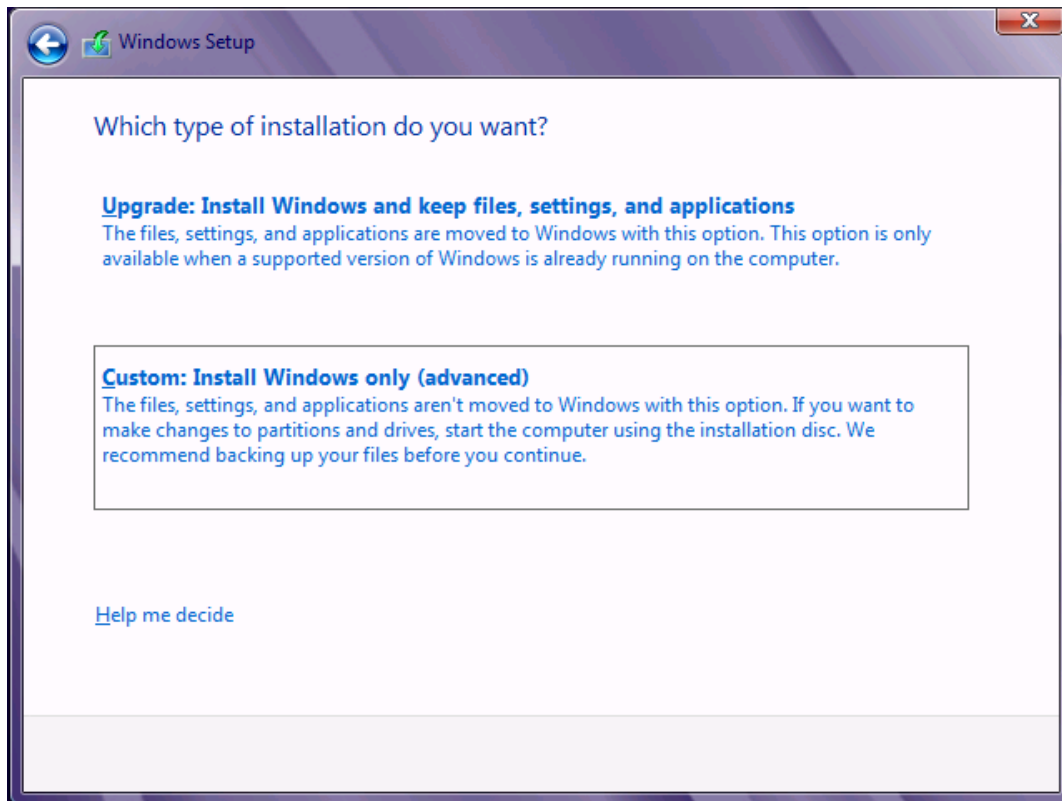 Windows Setup
Which type of installation do you want?
Upgrade: Install Windows and keep files, settings, and applications
The files, settings, and applications are moved to Windows with this option. This option is only
available when a supported version of Windows is already running on the computer.
Custom: Install Windows only (advanced)
The files, settings, and applications aren't moved to Windows with this option. If you want to
make changes to partitions and drives, start the computer using the installation disc. We
recommend backing up your files before you continue.
Help me decide